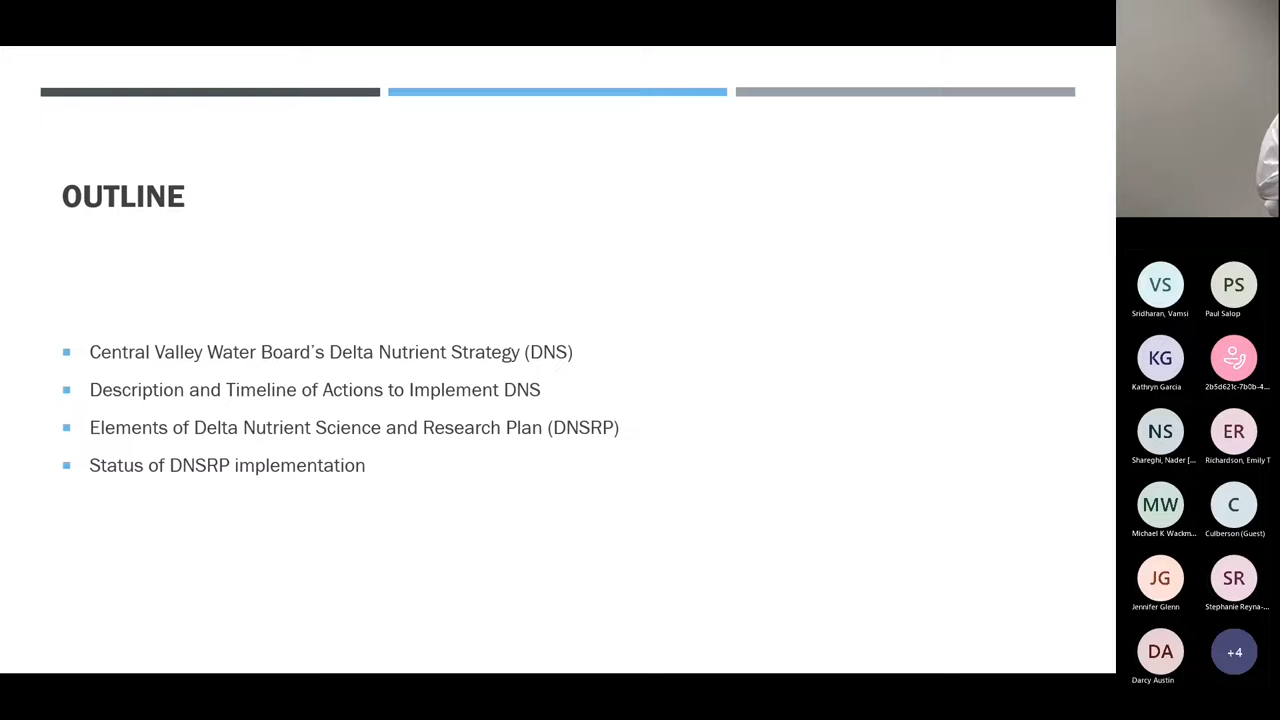 OUTLINE
Central Valley Water Board's Delta Nutrient Strategy (DNS)
Description and Timeline of Actions to Implement DNS
Elements of Delta Nutrient Science and Research Plan (DNSRP)
Status of DNSRP implementation
VS PS
Sridharan, Vamsi Paul Salop
KG
Kathryn Garcia 2b5d621c-7b0b-4...
NS ER
Shareghi, Nader [... Richardson, Emily T
MW C
Michael K Wackm... Culberson (Guest)
JG SR
Jennifer Glenn Stephanie Reyna-...
DA +4
Darcy Austin